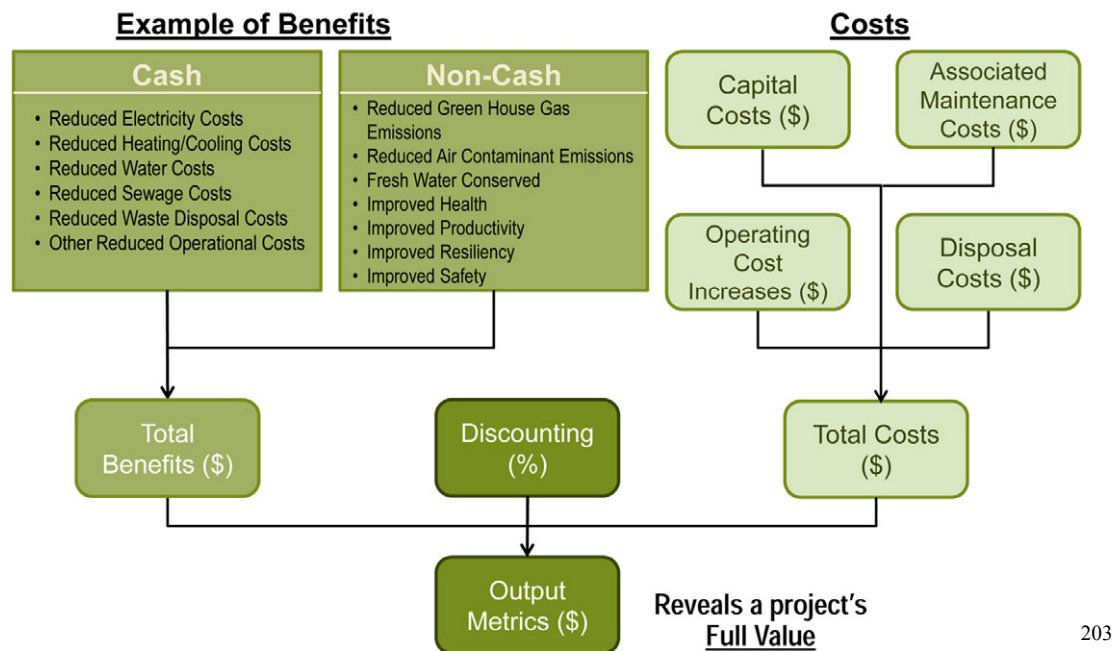 Example of Benefits
Costs
Cash
• Reduced Electricity Costs
• Reduced Heating/Cooling Costs
• Reduced Water Costs
• Reduced Sewage Costs
• Reduced Waste Disposal Costs
• Other Reduced Operational Costs
Non-Cash
• Reduced Green House Gas
Emissions
• Reduced Air Contaminant Emissions
• Fresh Water Conserved
• Improved Health
• Improved Productivity
• Improved Resiliency
• Improved Safety
Capital
Costs ($)
Associated
Maintenance
Costs ($)
Operating
Cost
Increases ($)
Disposal
Costs ($)
Total
Benefits ($)
Discounting
(%)
Total Costs
($)
Output
Metrics ($)
Reveals a project's
Full Value
203